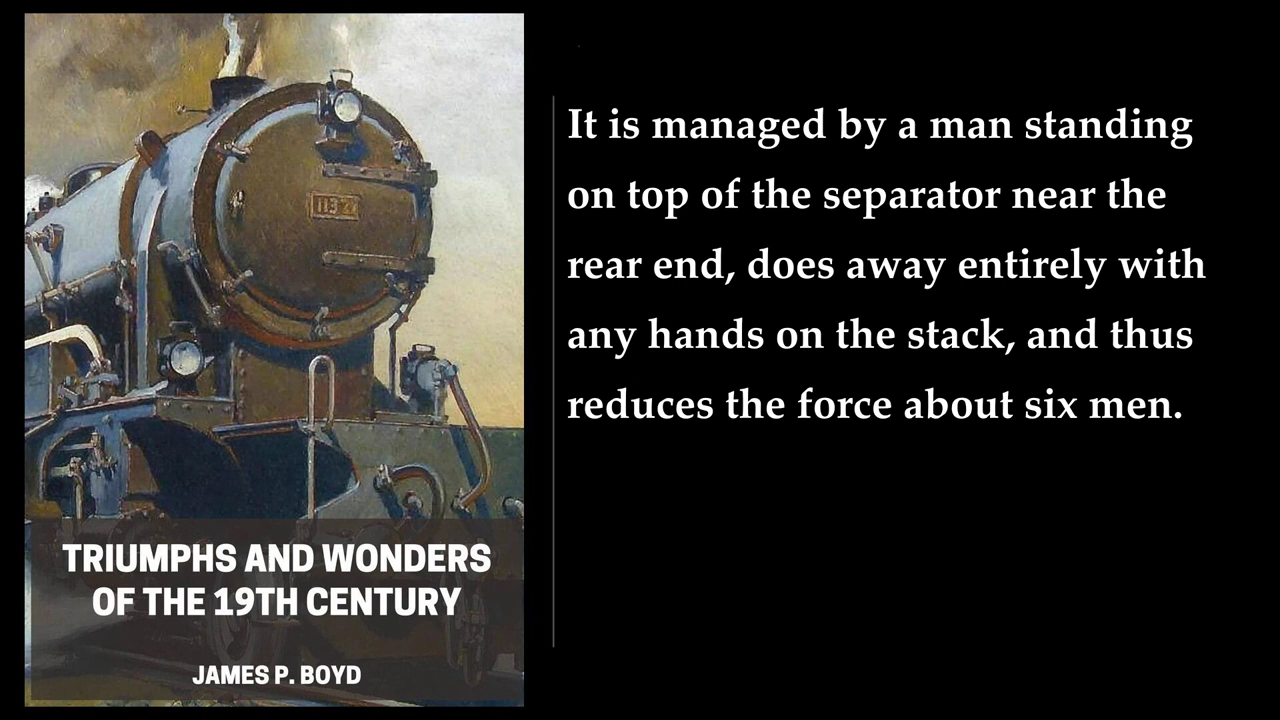 It is managed by a man standing
on top of the separator near the
rear end, does away entirely with
any hands on the stack, and thus
reduces the force about six men.
TRIUMPHS AND WONDERS
OF THE 19TH CENTURY
JAMES P. BOYD